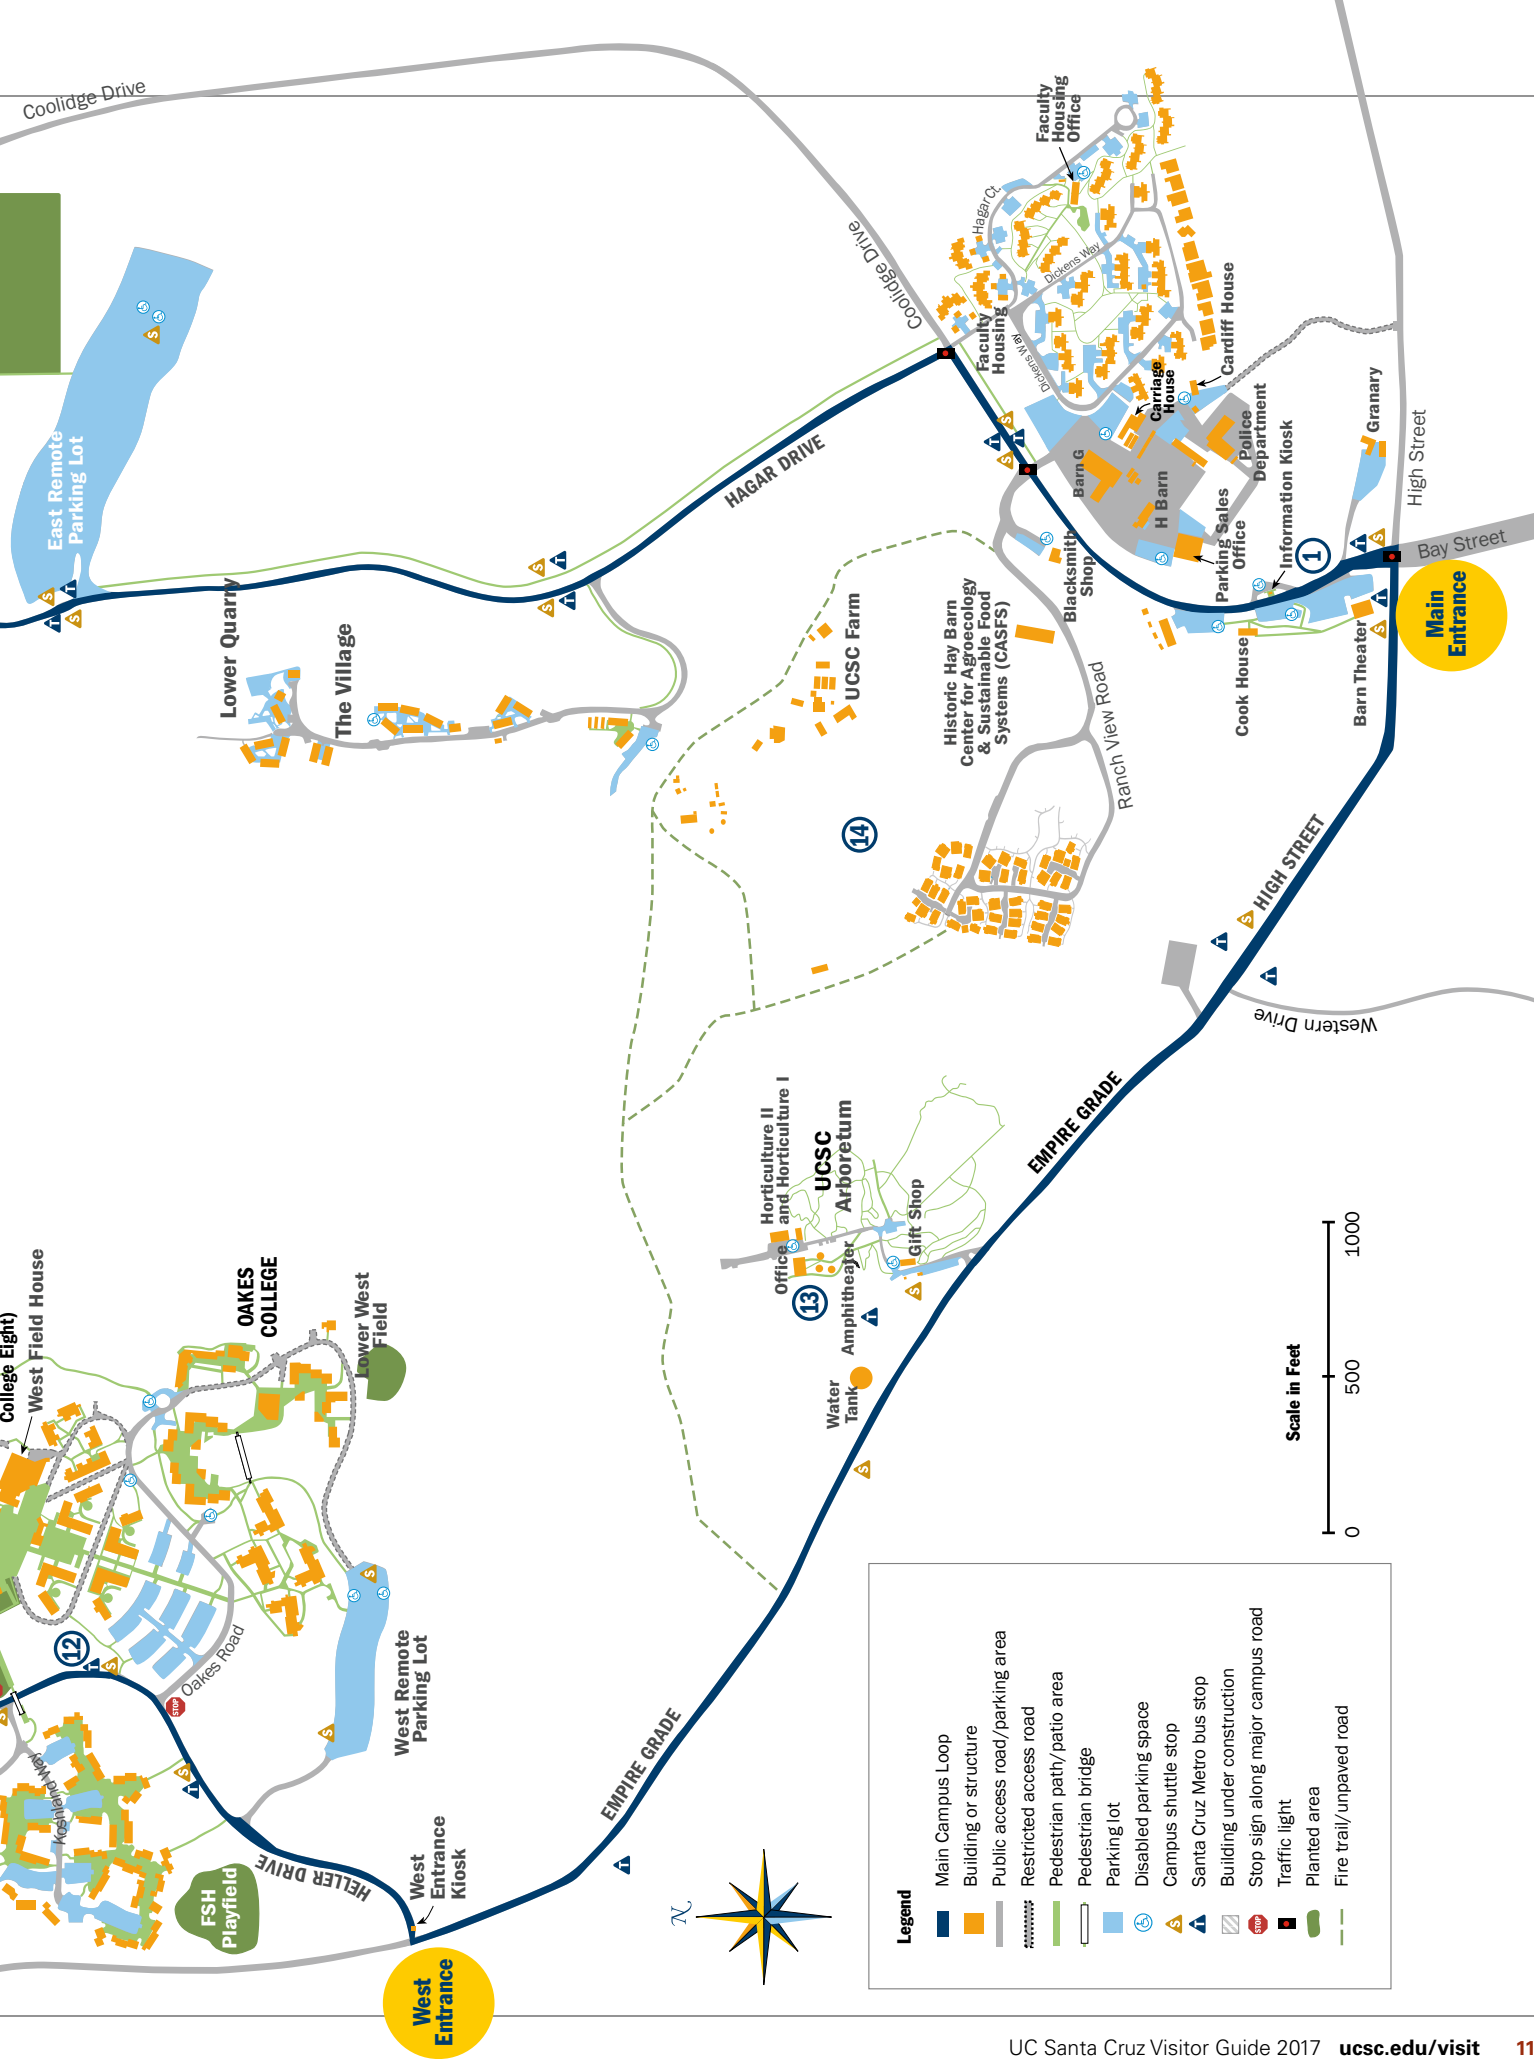 Coolidge Drive
East Remote
Parking Lot
Coolidge Drive
Faculty
Housing
Office
Hagar Ct.
Dickens Way
Faculty
Housing
Dickens Way
Carriage
House
Cardiff House
HAGAR DRIVE
Barn G
H Barn
Police
Department
Granary
High Street
Information Kiosk
Parking Sales
Office
1
Bay Street
Main
Entrance
Blacksmith
Shop
Cook House
Barn Theater
Lower Quarry
The Village
UCSC Farm
Historic Hay Barn
Center for Agroecology
& Sustainable Food
Systems (CASFS)
Ranch View Road
14
HIGH STREET
Western Drive
EMPIRE GRADE
Horticulture II
and Horticulture I
UCSC
Arboretum
Office
Gift Shop
13
Amphitheater
Water
Tank
College Eight)
West Field House
OAKES
COLLEGE
Lower West
Field
12
Oakes Road
STOP
West Remote
Parking Lot
Koshland Way
HELLER DRIVE
FSH
Playfield
West
Entrance
Kiosk
West
Entrance
EMPIRE GRADE
N
Scale in Feet
0
500
1000
Legend
Main Campus Loop
Building or structure
Public access road/parking area
Restricted access road
Pedestrian path/patio area
Pedestrian bridge
Parking lot
Disabled parking space
S Campus shuttle stop
T Santa Cruz Metro bus stop
Building under construction
STOP Stop sign along major campus road
Traffic light
Planted area
Fire trail/unpaved road
UC Santa Cruz Visitor Guide 2017 ucsc.edu/visit 11